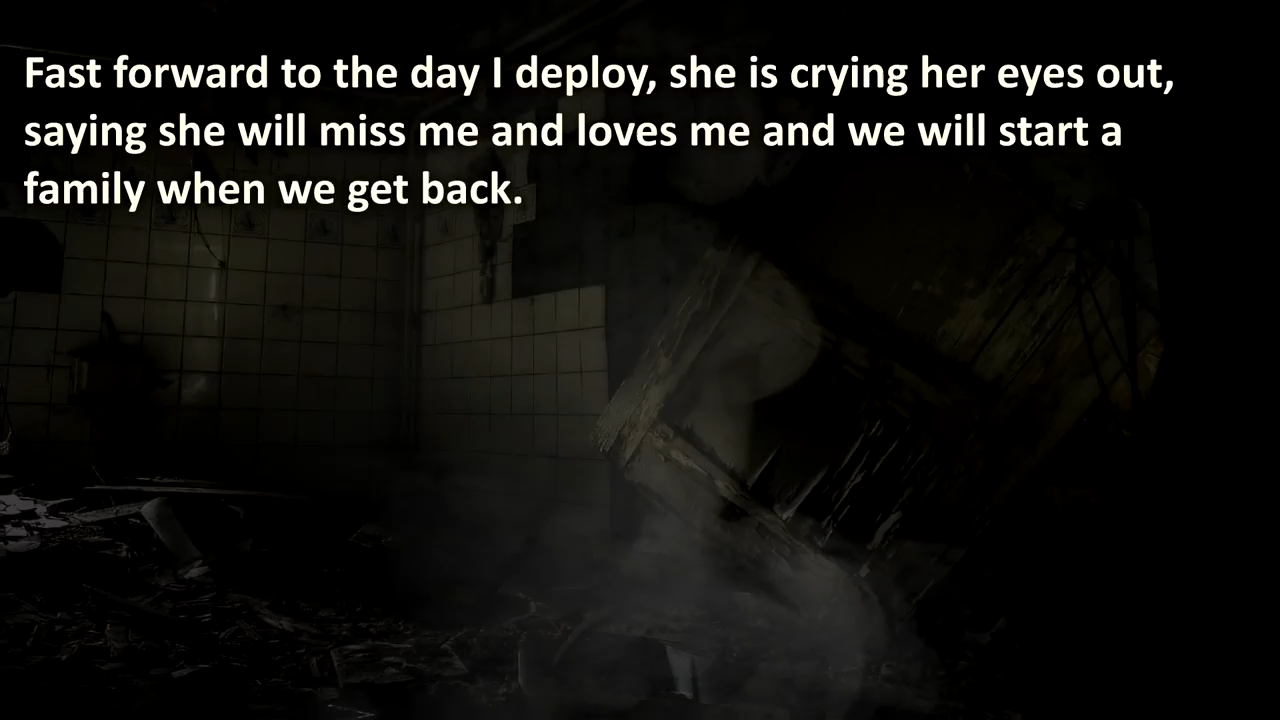 Fast forward to the day I deploy, she is crying her eyes out,
saying she will miss me and loves me and we will start a
family when we get back.